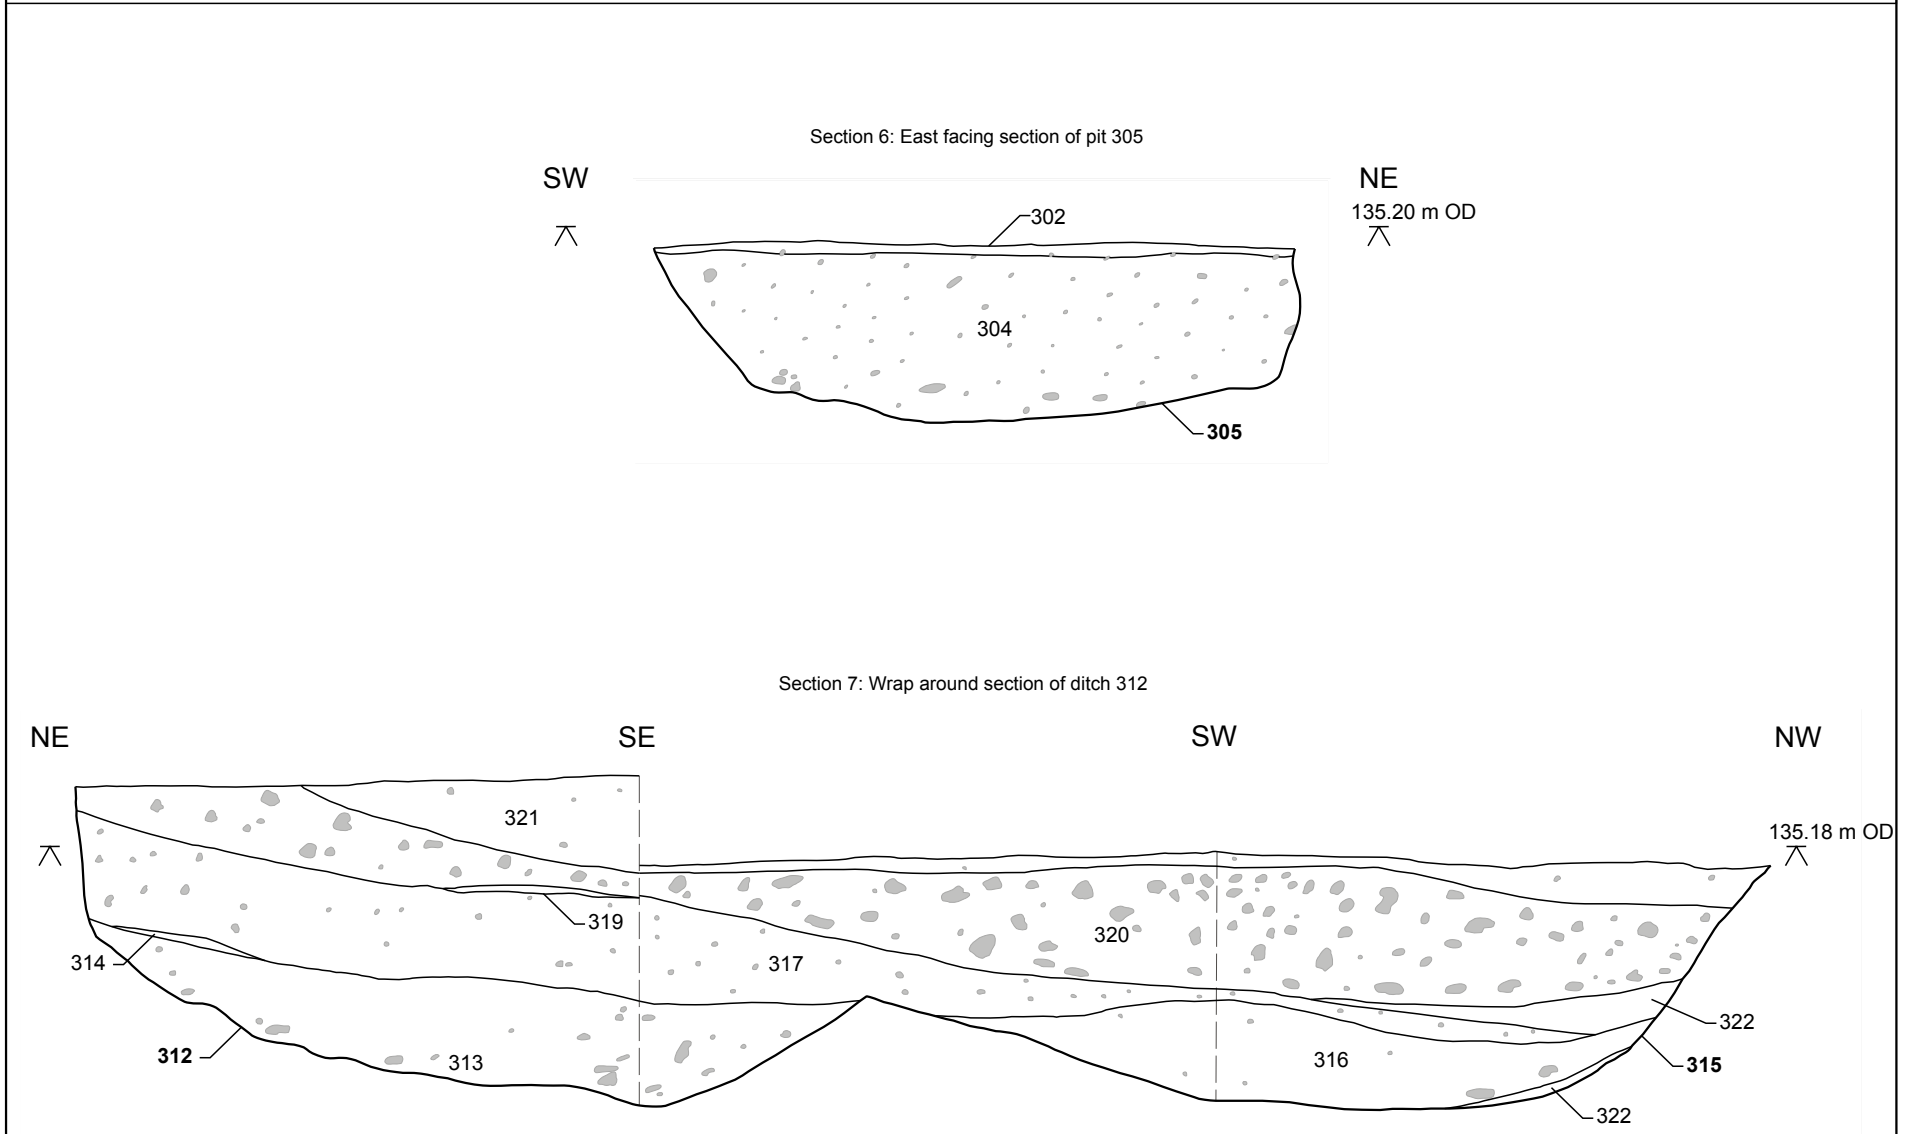 Section 6: East facing section of pit 305
SW
NE
135.20 m OD
302
304
305
Section 7: Wrap around section of ditch 312
NE
SE
SW
NW
321
135.18 m OD
319
320
314
317
322
312
313
316
315
322